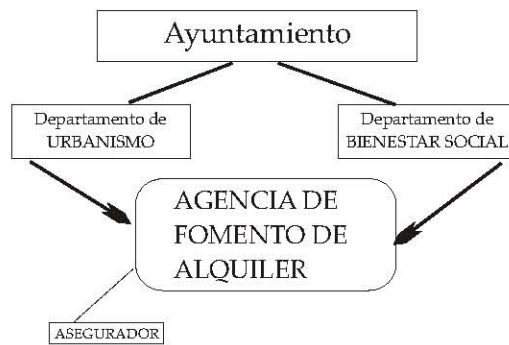 Ayuntamiento
Departamento de
URBANISMO
Departamento de
BIENESTAR SOCIAL
AGENCIA DE
FOMENTO DE
ALQUILER
ASEGURADOR